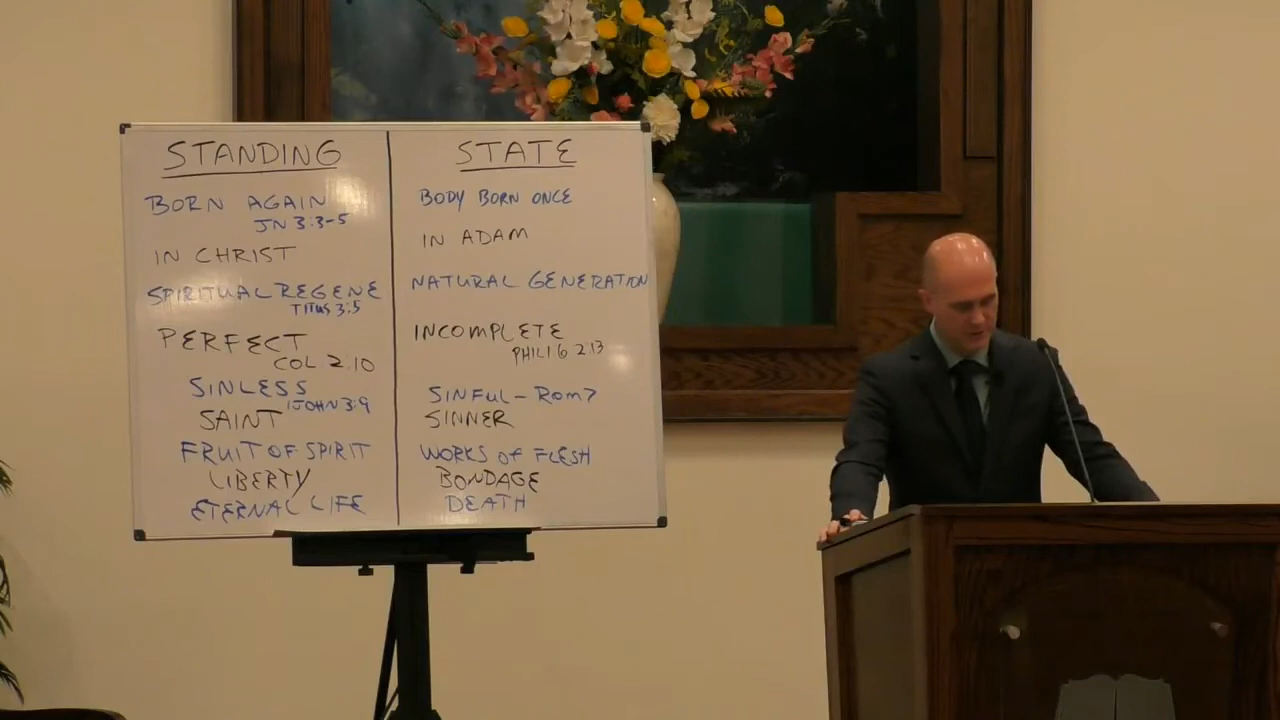 STANDING
BORN AGAIN
JN 3:3-5
IN CHRIST
SPIRITUAL REGENE
TITUS 3:5
PERFECT
COL 2:10
SINLESS
1JOHN 3:9
SAINT
FRUIT OF SPIRIT
LIBERTY
ETERNAL LIFE
STATE
BODY BORN ONCE
IN ADAM
NATURAL GENERATION
INCOMPLETE
PHIL 1 6 2:13
SINFUL - ROM 7
SINNER
WORKS OF FLESH
BONDAGE
DEATH